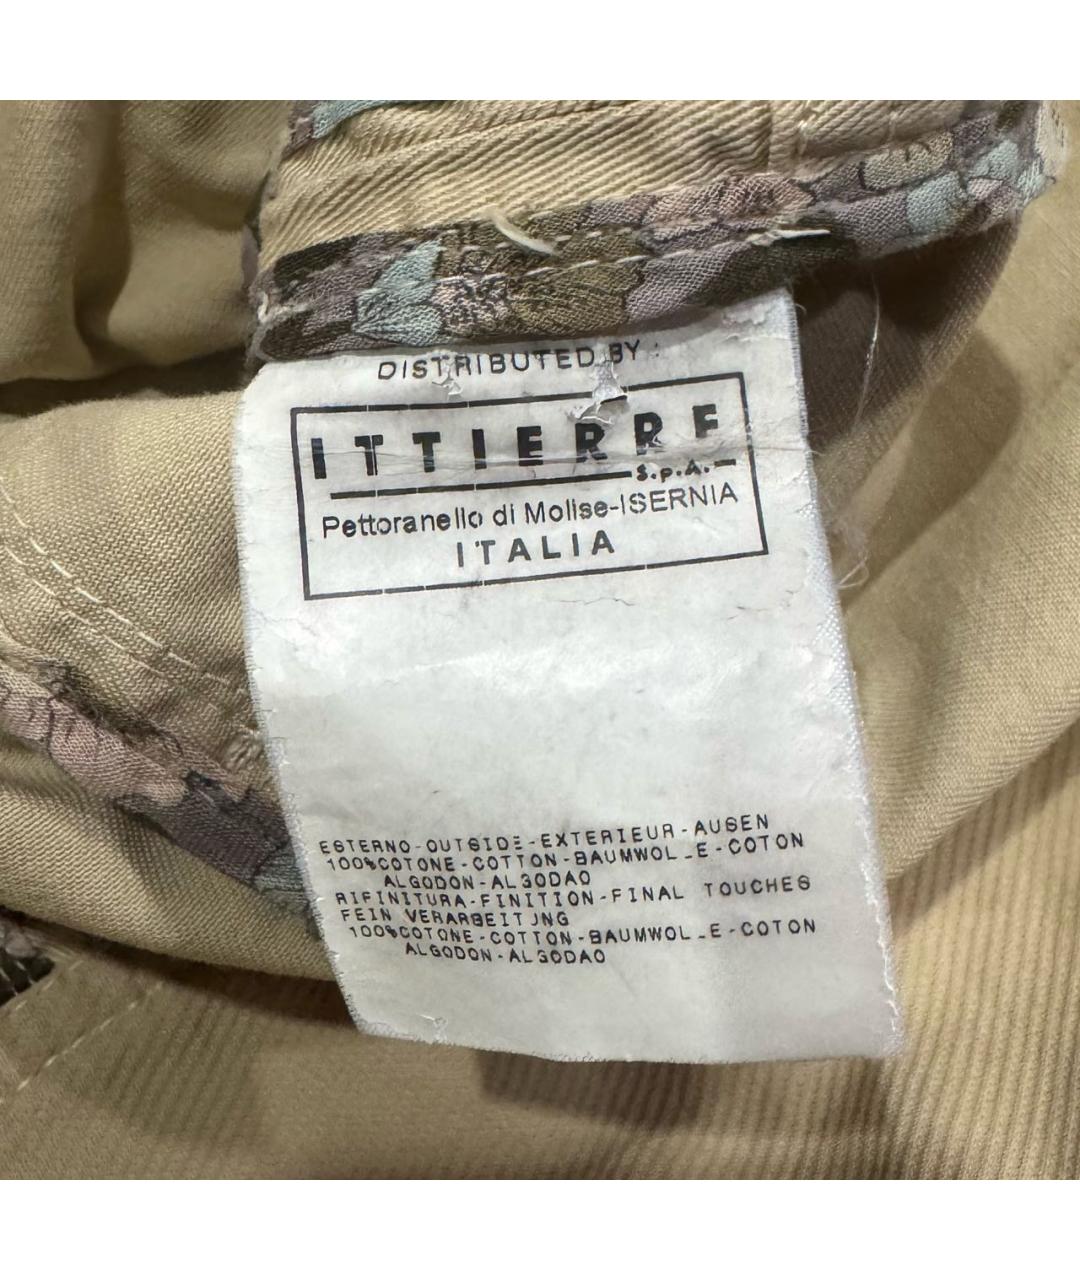 DISTRIBUTED BY :
ITTIERRE
S.p.A.
Pettoranello di Molise-ISERNIA
ITALIA
ESTERNO-OUTSIDE-EXTERIEUR-AUSEN
100%COTONE-COTTON-BAUMWOLLE-COTON
ALGODON-ALGODAO
RIFINITURA-FINITION-FINAL TOUCHES
FEIN VERARBEITUNG
100%COTONE-COTTON-BAUMWOLLE-COTON
ALGODON-ALGODAO